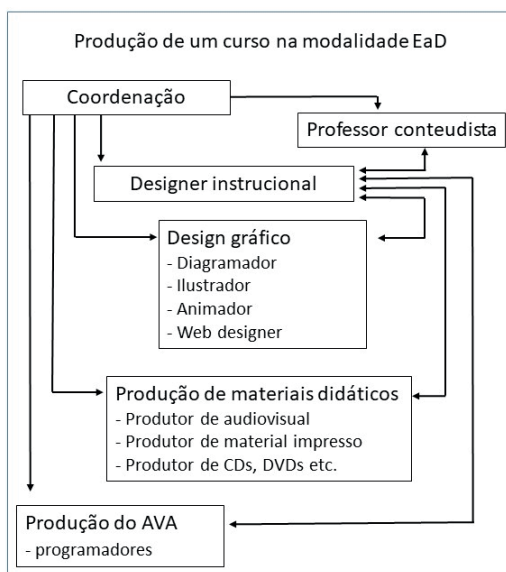 Produção de um curso na modalidade EaD
Coordenação
Professor conteudista
Designer instrucional
Design gráfico
- Diagramador
- Ilustrador
- Animador
- Web designer
Produção de materiais didáticos
- Produtor de audiovisual
- Produtor de material impresso
- Produtor de CDs, DVDs etc.
Produção do AVA
- programadores